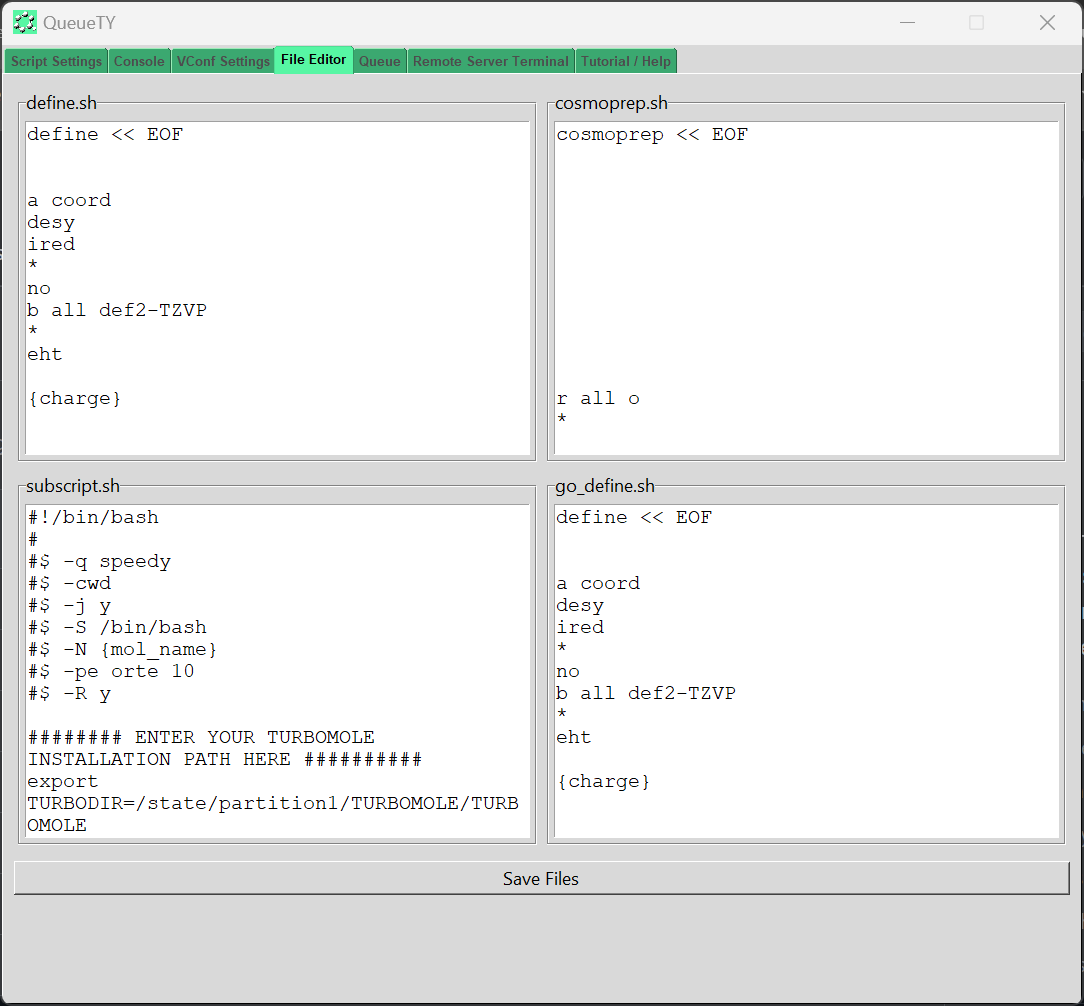 QueueTY
Script Settings Console VConf Settings File Editor Queue Remote Server Terminal Tutorial / Help
define.sh
define << EOF
a coord
desy
ired
*
no
b all def2-TZVP
*
eht
{charge}
cosmoprep.sh
cosmoprep << EOF
r all o
*
subscript.sh
#!/bin/bash
#
#$ -q speedy
#$ -cwd
#$ -j y
#$ -S /bin/bash
#$ -N {mol_name}
#$ -pe orte 10
#$ -R y
######## ENTER YOUR TURBOMOLE
INSTALLATION PATH HERE ##########
export
TURBODIR=/state/partition1/TURBOMOLE/TURB
OMOLE
go_define.sh
define << EOF
a coord
desy
ired
*
no
b all def2-TZVP
*
eht
{charge}
Save Files